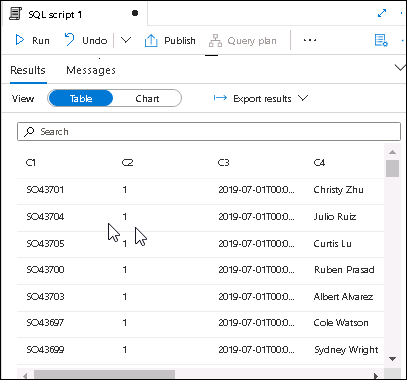 SQL script 1
Run Undo Publish Query plan ...
Results Messages
View Table Chart Export results
Search
C1 C2 C3 C4
SO43701 1 2019-07-01T00:0... Christy Zhu
SO43704 1 2019-07-01T00:0... Julio Ruiz
SO43705 1 2019-07-01T00:0... Curtis Lu
SO43700 1 2019-07-01T00:0... Ruben Prasad
SO43703 1 2019-07-01T00:0... Albert Alvarez
SO43697 1 2019-07-01T00:0... Cole Watson
SO43699 1 2019-07-01T00:0... Sydney Wright